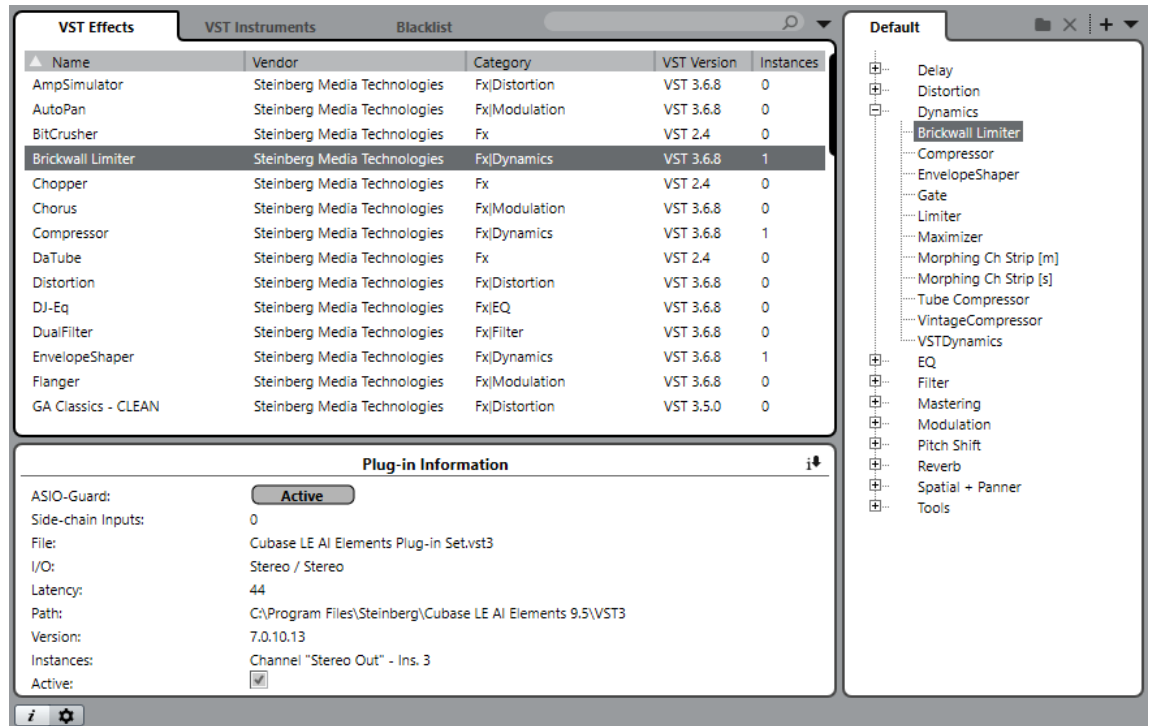 VST Effects VST Instruments Blacklist
Name Vendor Category VST Version Instances
AmpSimulator Steinberg Media Technologies Fx|Distortion VST 3.6.8 0
AutoPan Steinberg Media Technologies Fx|Modulation VST 3.6.8 0
BitCrusher Steinberg Media Technologies Fx VST 2.4 0
Brickwall Limiter Steinberg Media Technologies Fx|Dynamics VST 3.6.8 1
Chopper Steinberg Media Technologies Fx VST 2.4 0
Chorus Steinberg Media Technologies Fx|Modulation VST 3.6.8 0
Compressor Steinberg Media Technologies Fx|Dynamics VST 3.6.8 1
DaTube Steinberg Media Technologies Fx VST 2.4 0
Distortion Steinberg Media Technologies Fx|Distortion VST 3.6.8 0
DJ-Eq Steinberg Media Technologies Fx|EQ VST 3.6.8 0
DualFilter Steinberg Media Technologies Fx|Filter VST 3.6.8 0
EnvelopeShaper Steinberg Media Technologies Fx|Dynamics VST 3.6.8 1
Flanger Steinberg Media Technologies Fx|Modulation VST 3.6.8 0
GA Classics - CLEAN Steinberg Media Technologies Fx|Distortion VST 3.5.0 0
Plug-in Information i
ASIO-Guard: Active
Side-chain Inputs: 0
File: Cubase LE AI Elements Plug-in Set.vst3
I/O: Stereo / Stereo
Latency: 44
Path: C:\Program Files\Steinberg\Cubase LE AI Elements 9.5\VST3
Version: 7.0.10.13
Instances: Channel "Stereo Out" - Ins. 3
Active:
i
Default
Delay
Distortion
Dynamics
Brickwall Limiter
Compressor
EnvelopeShaper
Gate
Limiter
Maximizer
Morphing Ch Strip [m]
Morphing Ch Strip [s]
Tube Compressor
VintageCompressor
VSTDynamics
EQ
Filter
Mastering
Modulation
Pitch Shift
Reverb
Spatial + Panner
Tools